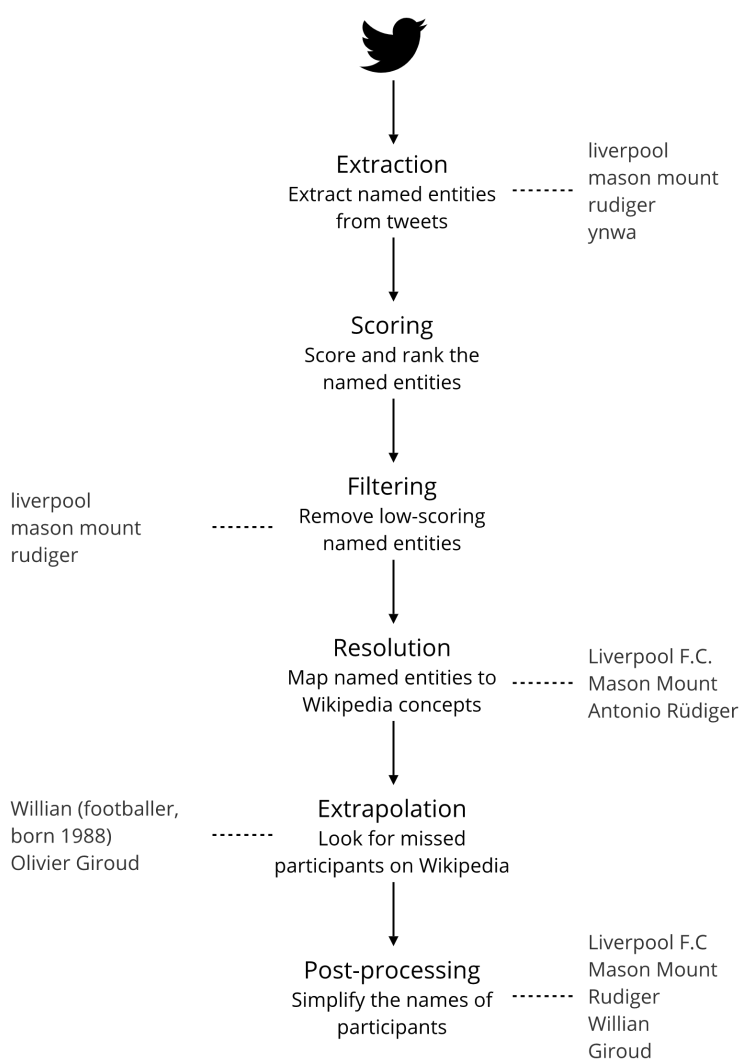 Extraction
Extract named entities
from tweets
liverpool
mason mount
rudiger
ynwa
Scoring
Score and rank the
named entities
Filtering
Remove low-scoring
named entities
liverpool
mason mount
rudiger
Resolution
Map named entities to
Wikipedia concepts
Liverpool F.C.
Mason Mount
Antonio Rüdiger
Extrapolation
Look for missed
participants on Wikipedia
Willian (footballer,
born 1988)
Olivier Giroud
Post-processing
Simplify the names of
participants
Liverpool F.C
Mason Mount
Rudiger
Willian
Giroud